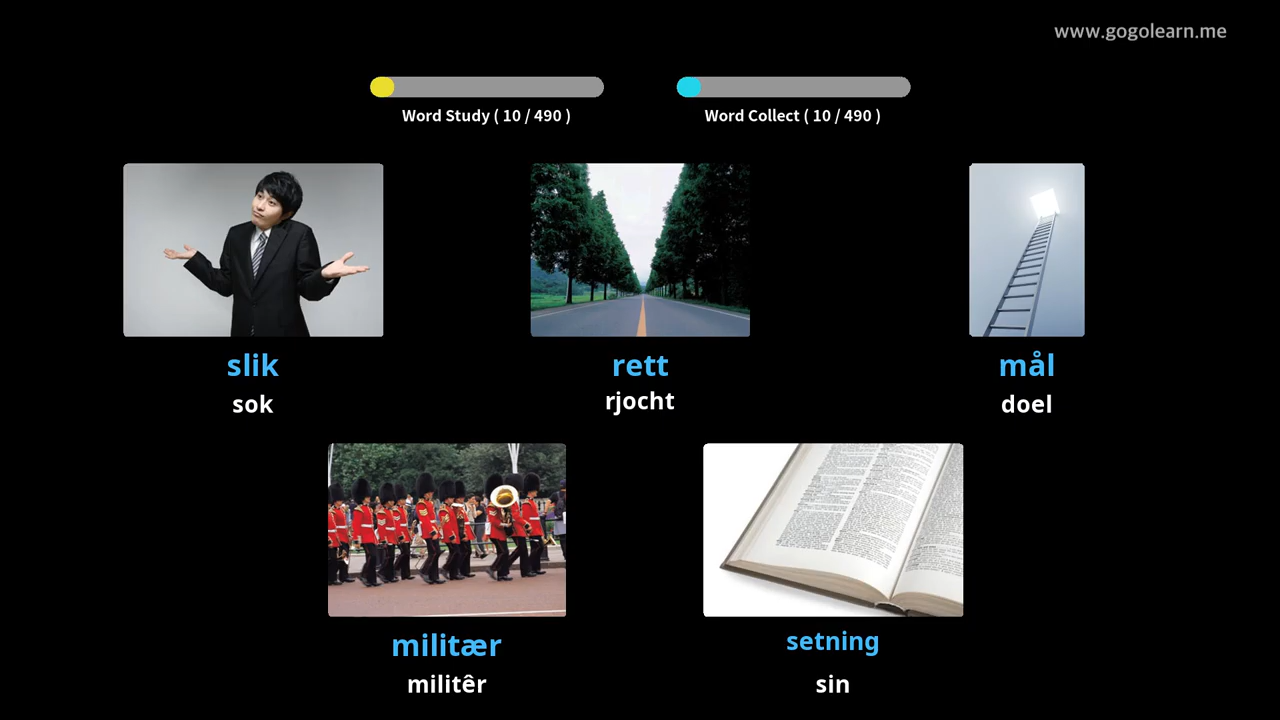 www.gogolearn.me
Word Study ( 10 / 490 )
Word Collect ( 10 / 490 )
slik
sok
rett
rjocht
mål
doel
militær
militêr
setning
sin